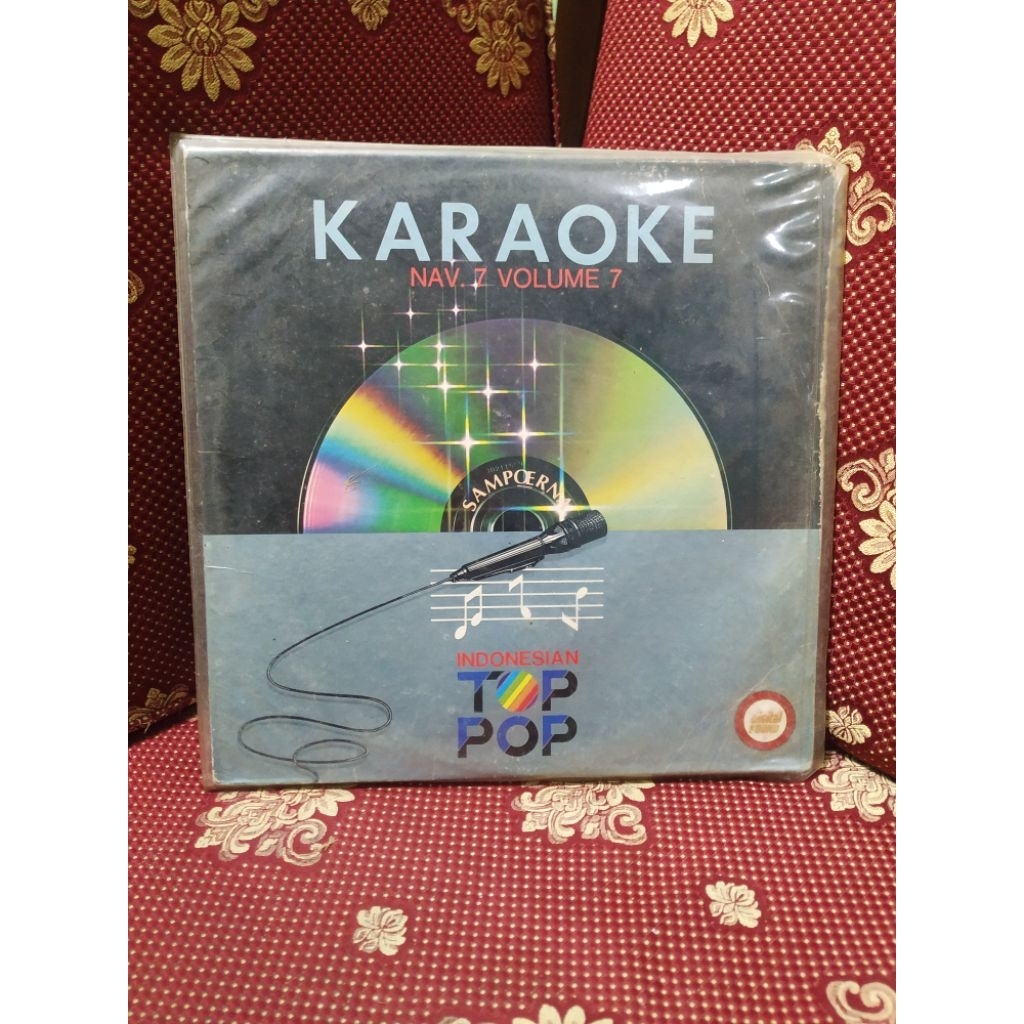 KARAOKE
NAV. 7 VOLUME 7
SAMPOERNA
INDONESIAN
TOP
POP